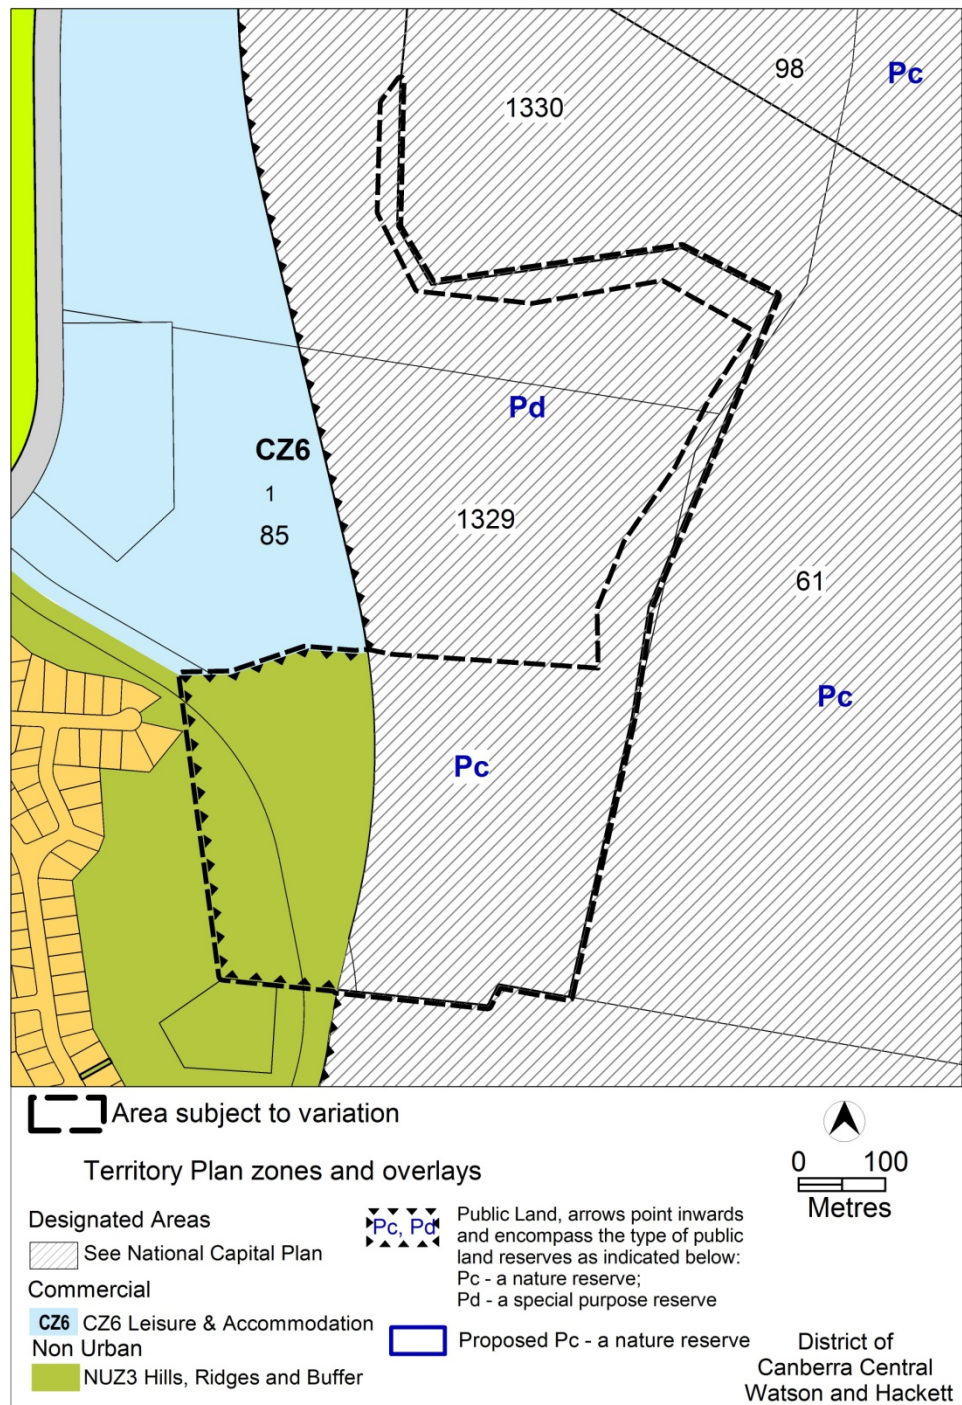 98
Pc
1330
Pd
CZ6
1
85
1329
61
Pc
Pc
Area subject to variation
Territory Plan zones and overlays
0 100
Metres
Designated Areas
See National Capital Plan
Commercial
CZ6 CZ6 Leisure & Accommodation
Non Urban
NUZ3 Hills, Ridges and Buffer
Pc, Pd
Public Land, arrows point inwards
and encompass the type of public
land reserves as indicated below:
Pc - a nature reserve;
Pd - a special purpose reserve
Proposed Pc - a nature reserve
District of
Canberra Central
Watson and Hackett